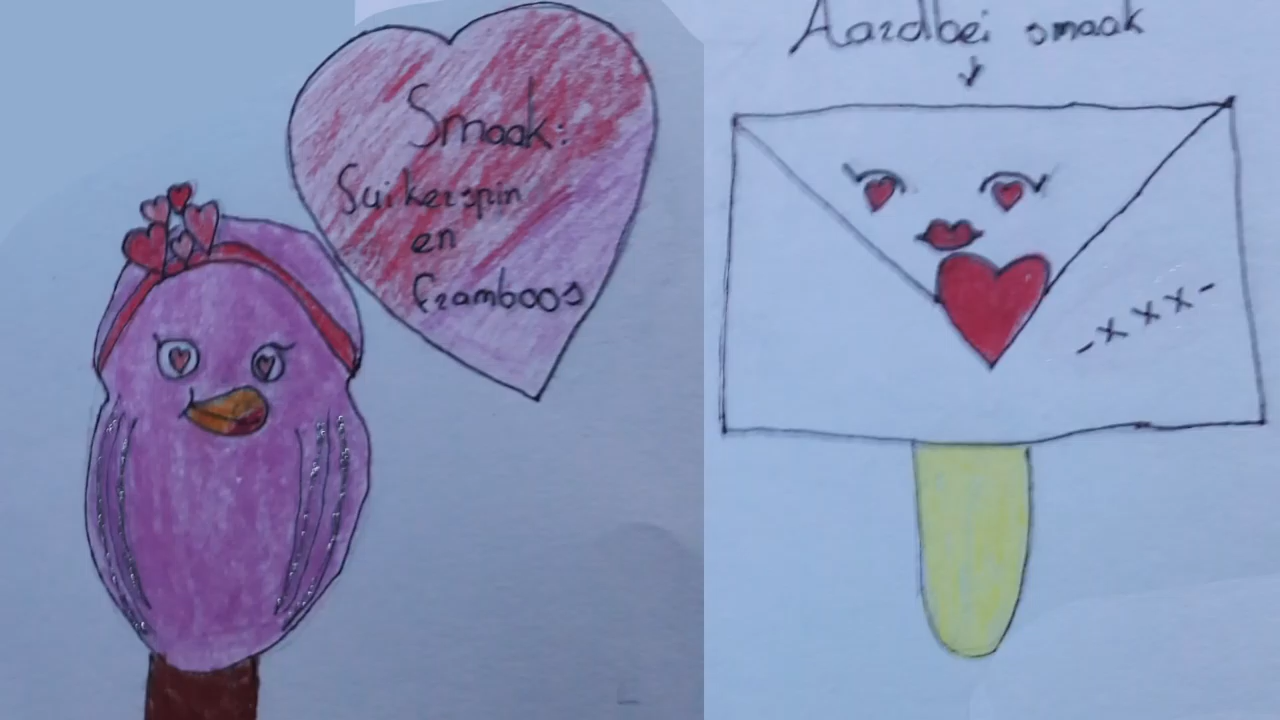 Smaak:
Suikerspin
en
framboos
Aardbei smaak
-xxx-